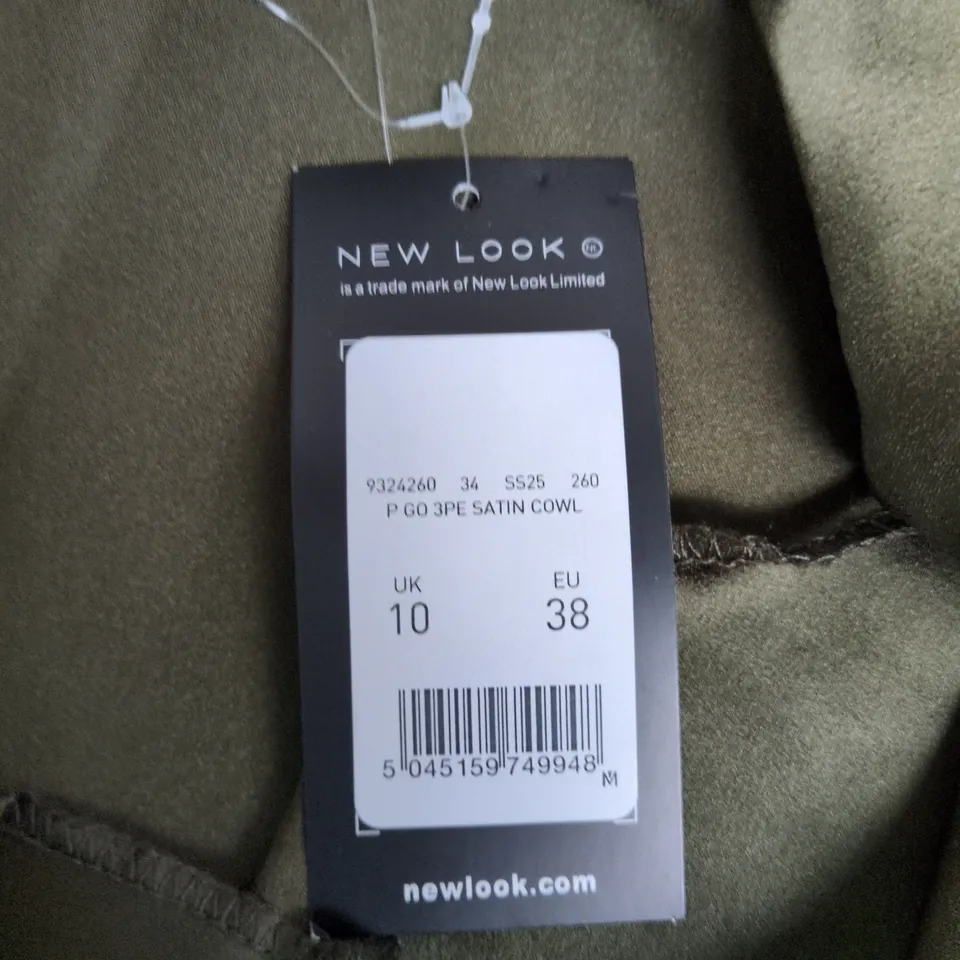 NEW LOOK
is a trade mark of New Look Limited
9324260 34 SS25 260
P GO 3PE SATIN COWL
UK EU
10 38
5 045159 749948 M
newlook.com